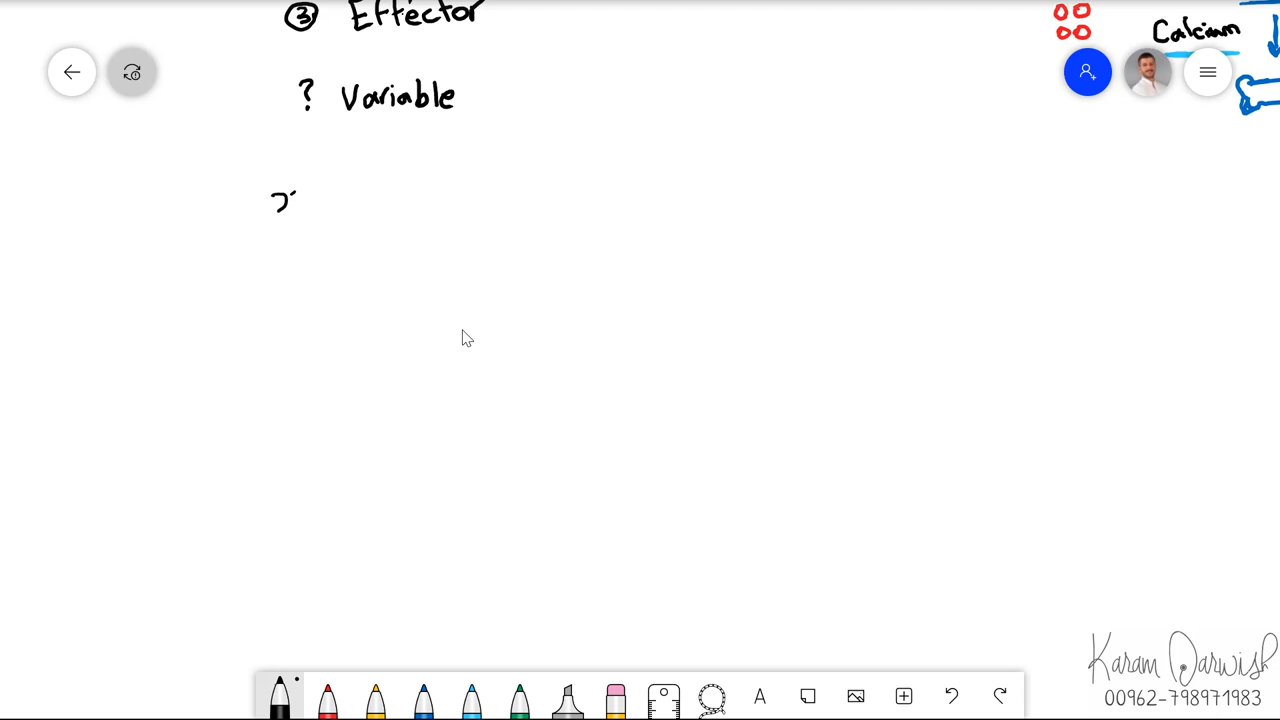 ③ Effector
? Variable
Calcium
A
Karam Darwish
00962-798971983